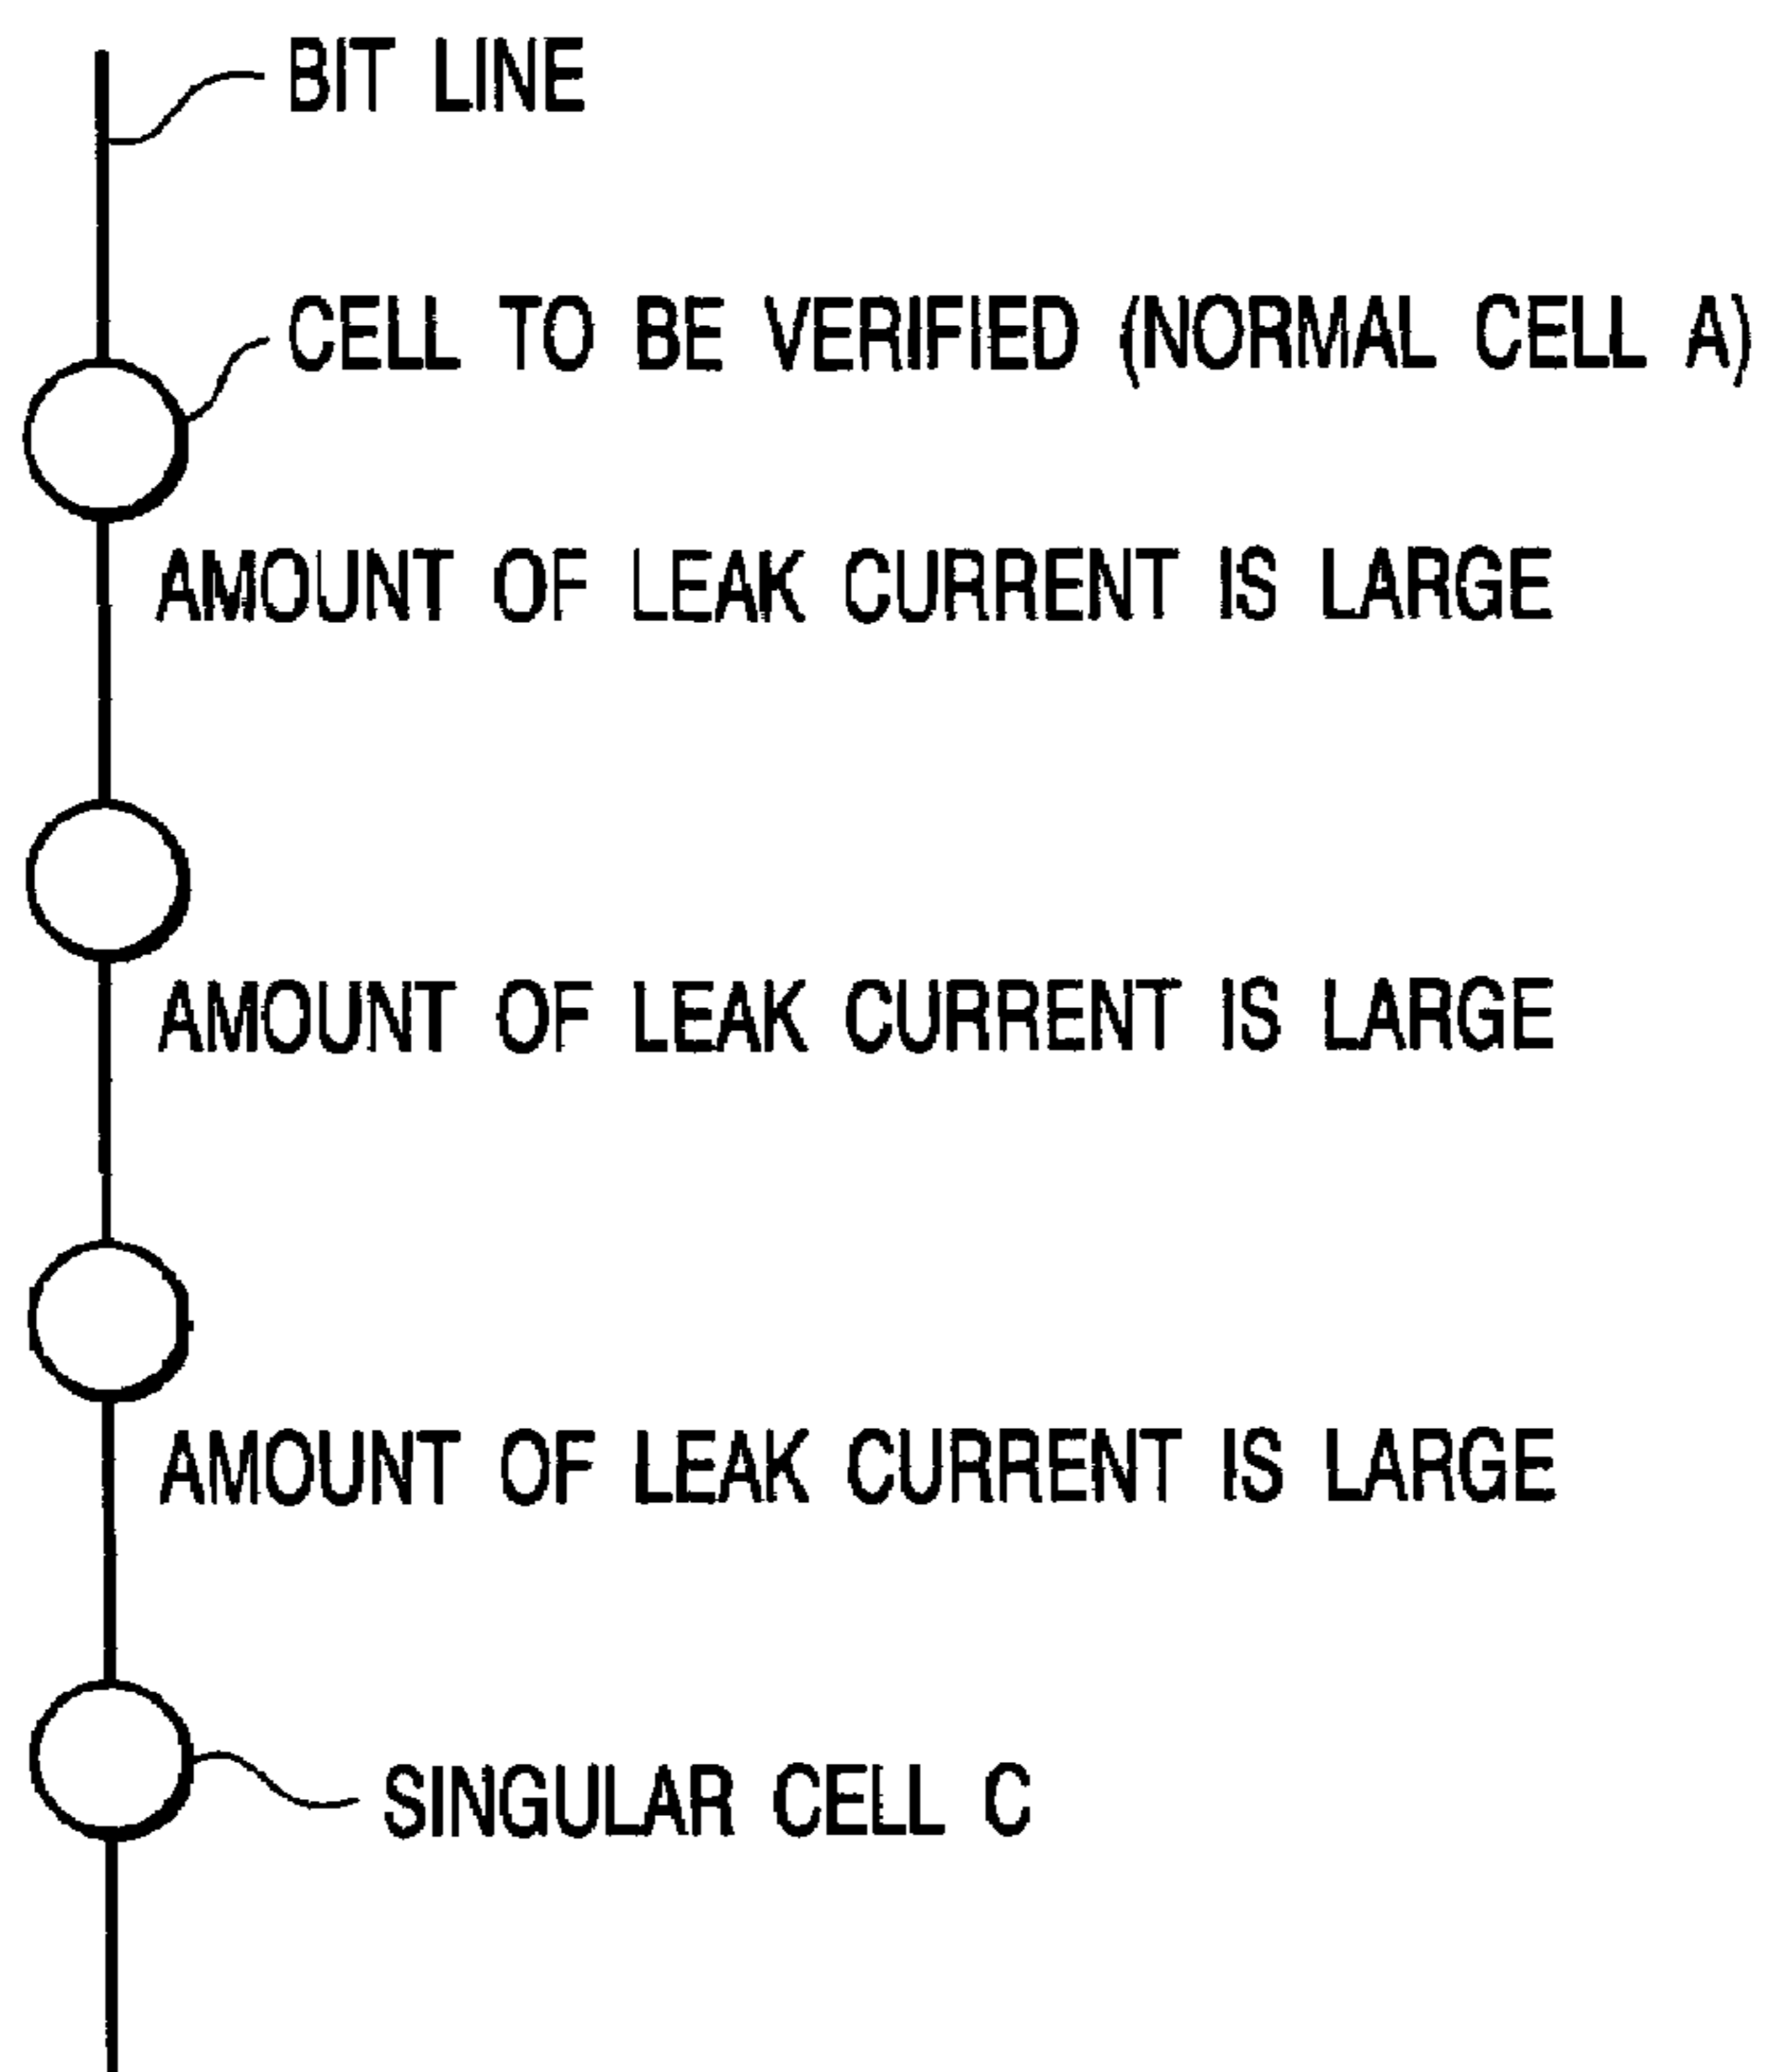 BIT LINE
CELL TO BE VERIFIED (NORMAL CELL A)
AMOUNT OF LEAK CURRENT IS LARGE
AMOUNT OF LEAK CURRENT IS LARGE
AMOUNT OF LEAK CURRENT IS LARGE
SINGULAR CELL C